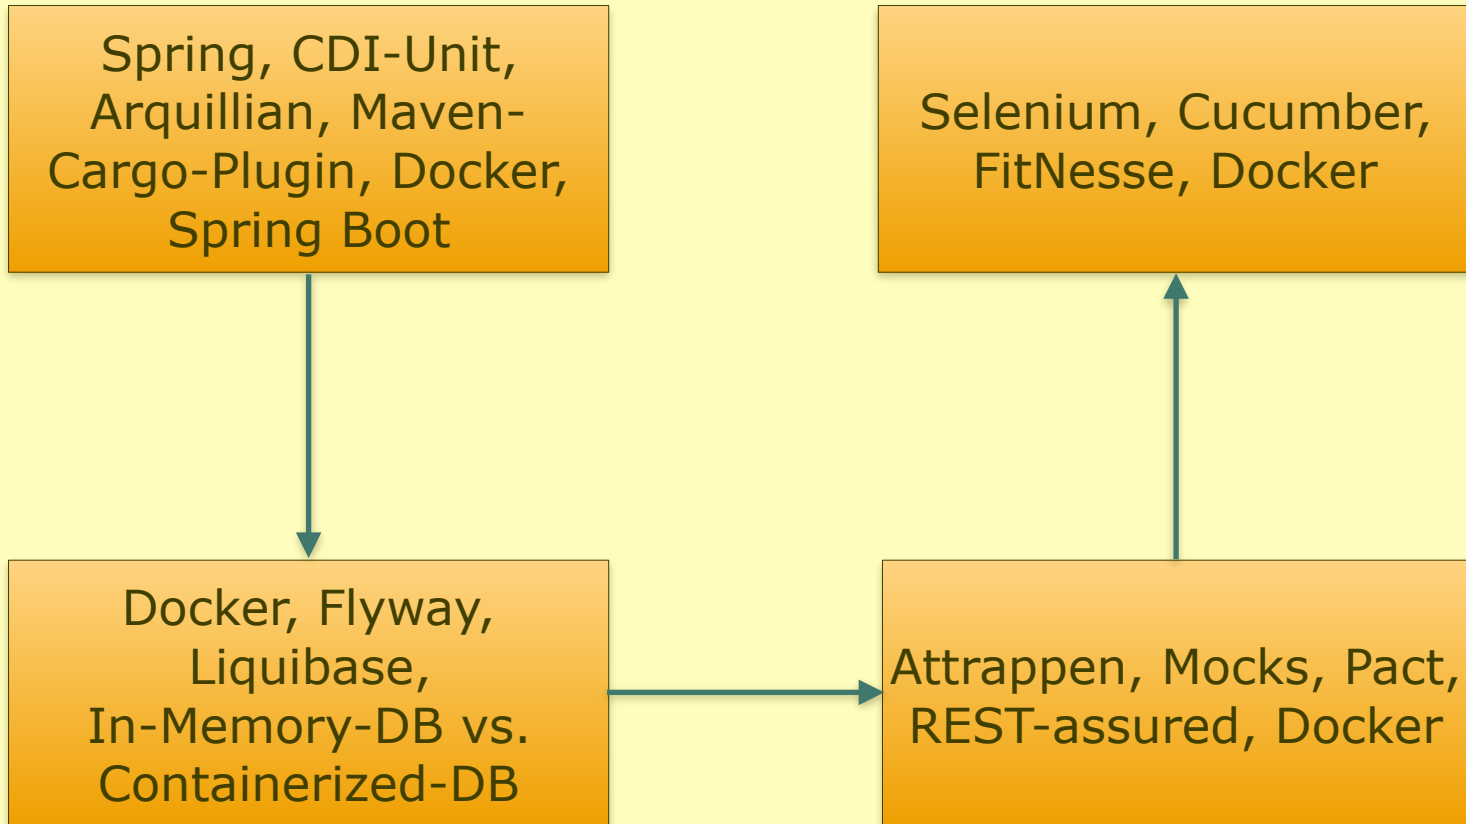 Spring, CDI-Unit,
Arquillian, Maven-
Cargo-Plugin, Docker,
Spring Boot
Selenium, Cucumber,
FitNesse, Docker
Docker, Flyway,
Liquibase,
In-Memory-DB vs.
Containerized-DB
Attrappen, Mocks, Pact,
REST-assured, Docker